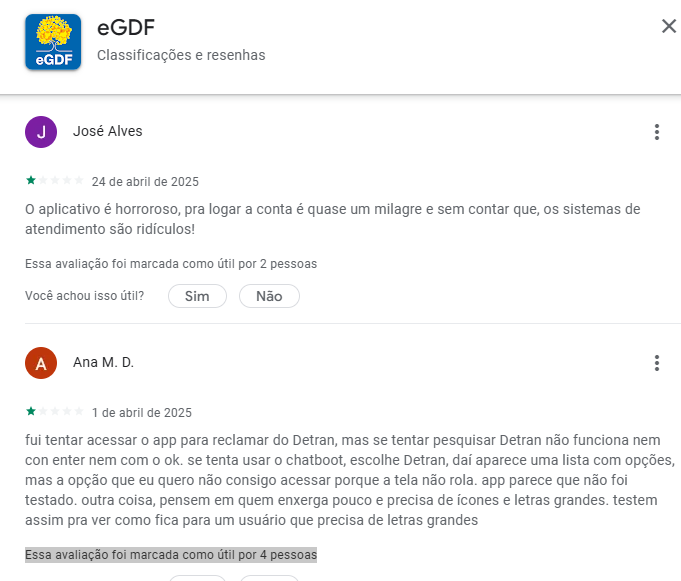 eGDF
eGDF
Classificações e resenhas
J
José Alves
24 de abril de 2025
O aplicativo é horroroso, pra logar a conta é quase um milagre e sem contar que, os sistemas de
atendimento são ridículos!
Essa avaliação foi marcada como útil por 2 pessoas
Você achou isso útil?
Sim
Não
A
Ana M. D.
1 de abril de 2025
fui tentar acessar o app para reclamar do Detran, mas se tentar pesquisar Detran não funciona nem
con enter nem com o ok. se tenta usar o chatboot, escolhe Detran, daí aparece uma lista com opções,
mas a opção que eu quero não consigo acessar porque a tela não rola. app parece que não foi
testado. outra coisa, pensem em quem enxerga pouco e precisa de ícones e letras grandes. testem
assim pra ver como fica para um usuário que precisa de letras grandes
Essa avaliação foi marcada como útil por 4 pessoas